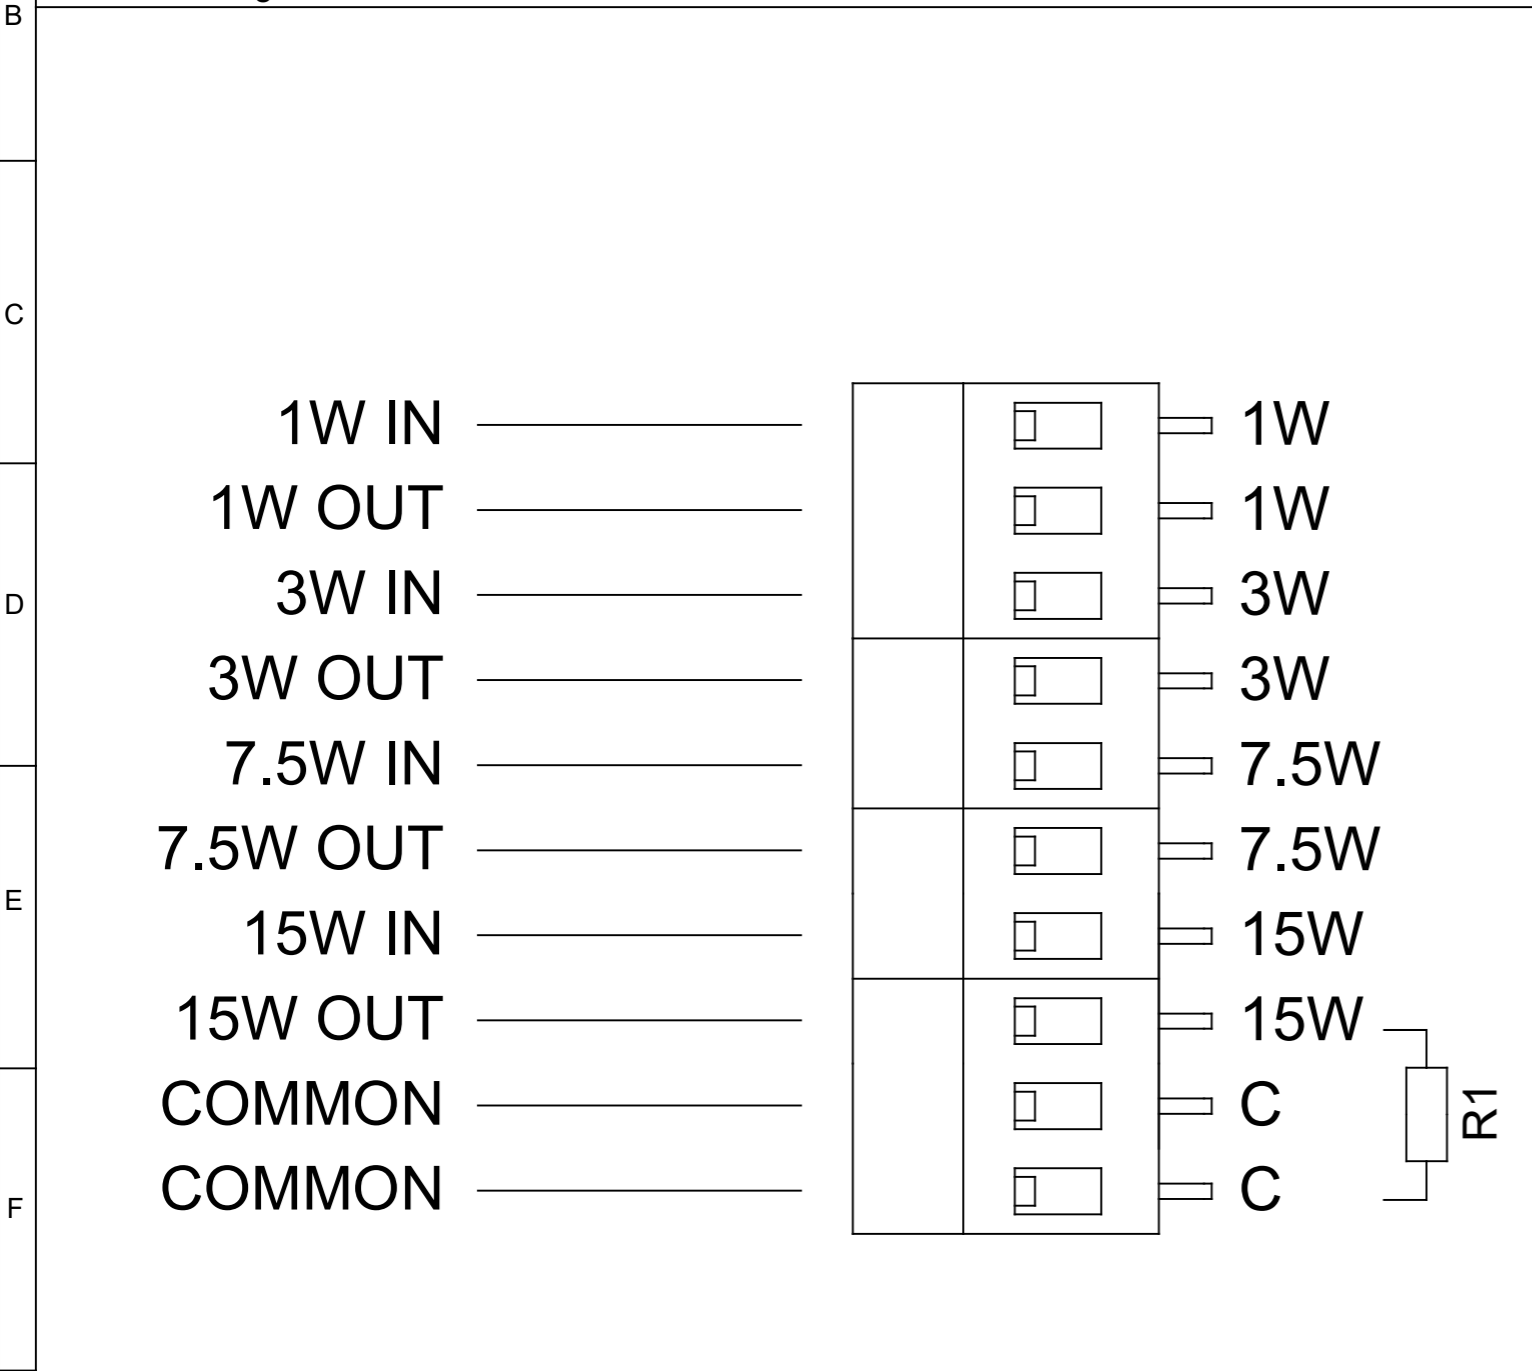 B
C
1W IN 1W
1W OUT 1W
D
3W IN 3W
3W OUT 3W
7.5W IN 7.5W
7.5W OUT 7.5W
E
15W IN 15W
15W OUT 15W
COMMON C
R1
COMMON C
F